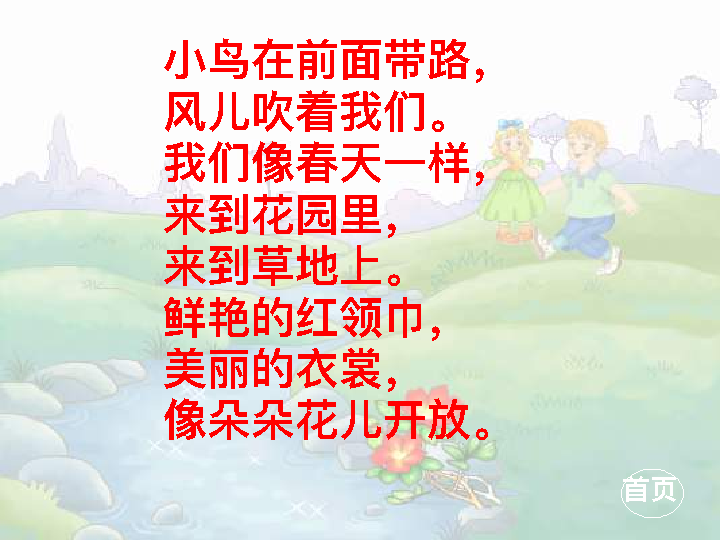 小鸟在前面带路，
风儿吹着我们。
我们像春天一样，
来到花园里，
来到草地上。
鲜艳的红领巾，
美丽的衣裳，
像朵朵花儿开放。
首页